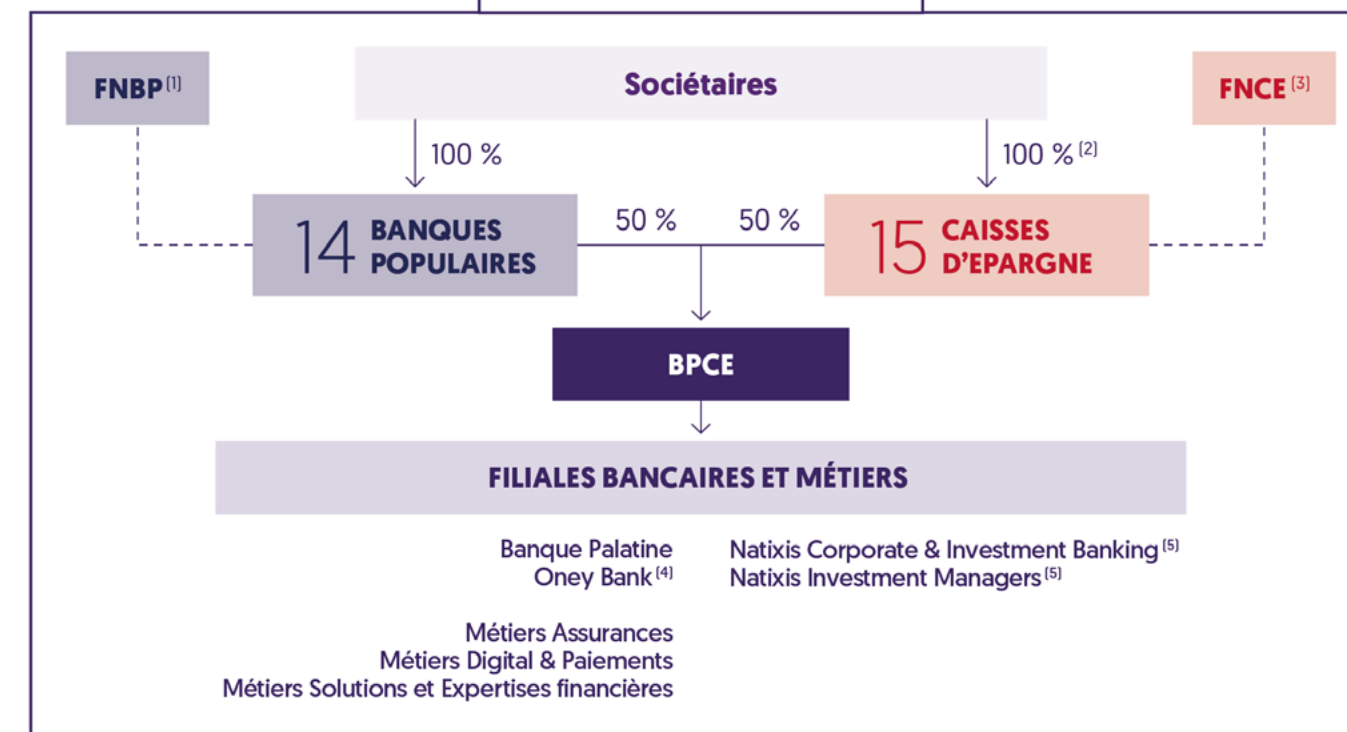 FNBP (1)
Sociétaires
FNCE (3)
100 %
100 % (2)
14 BANQUES POPULAIRES
50 %
50 %
15 CAISSES D'EPARGNE
BPCE
FILIALES BANCAIRES ET MÉTIERS
Banque Palatine
Oney Bank (4)
Natixis Corporate & Investment Banking (5)
Natixis Investment Managers (5)
Métiers Assurances
Métiers Digital & Paiements
Métiers Solutions et Expertises financières